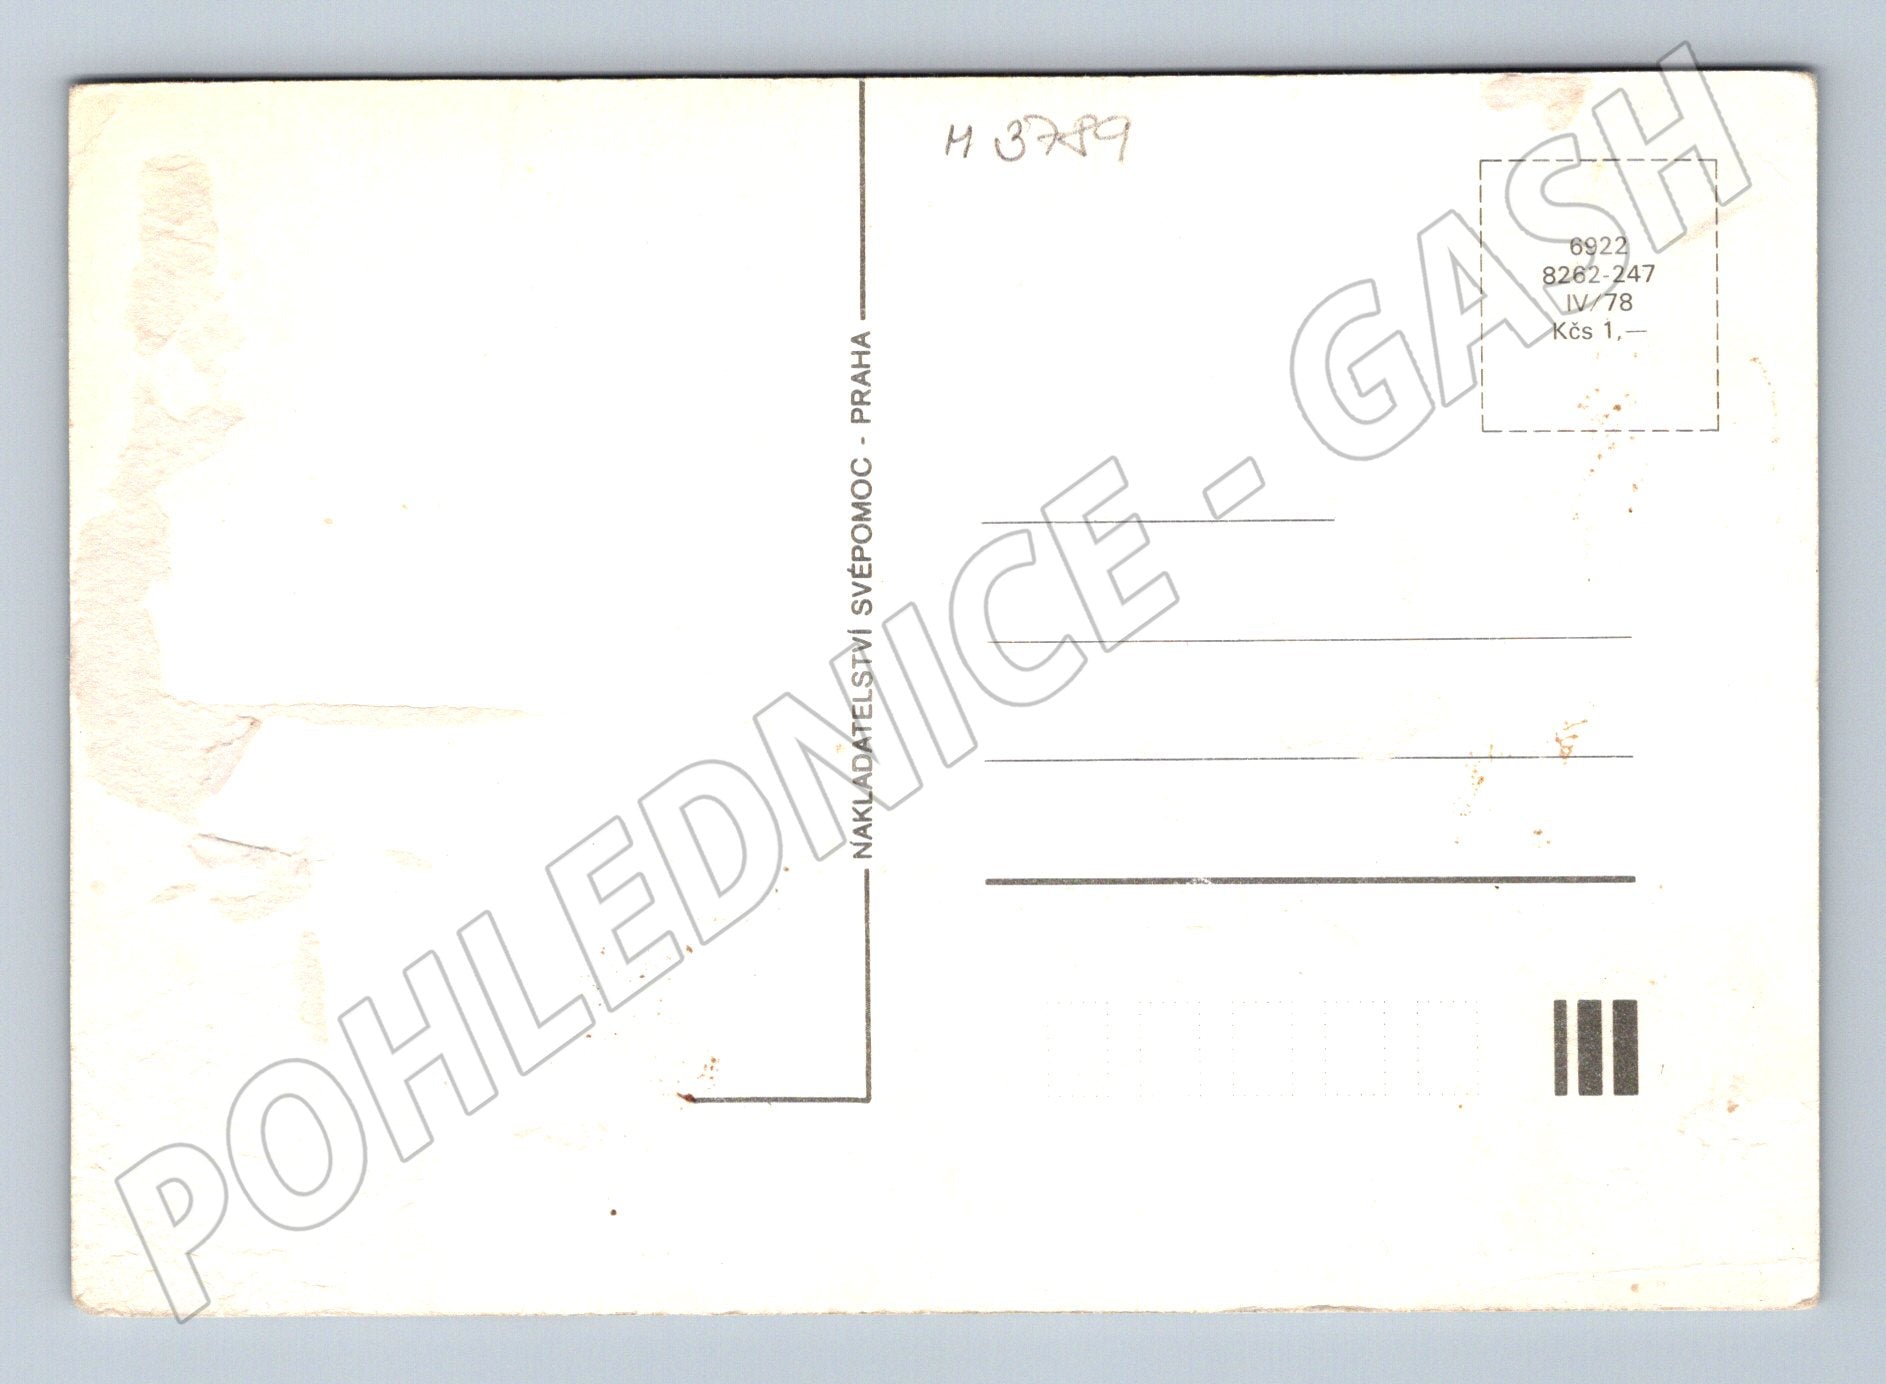 M 3789
6922
8262-247
IV/78
Kčs 1,—
NAKLADATELSTVÍ SVÉPOMOC - PRAHA
POHLEDNICE - GASH